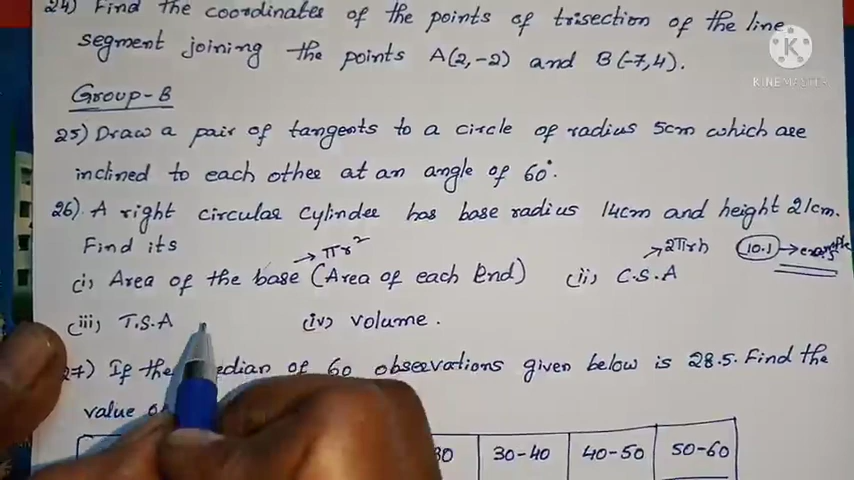 24) Find the coordinates of the points of trisection of the line
segment joining the points A(2,-2) and B(-7,4).
KINEMASTER
Group-B
25) Draw a pair of tangents to a circle of radius 5cm which are
inclined to each other at an angle of 60°.
26) A right circular cylinder has base radius 14cm and height 21cm.
Find its → πr² → 2πrh 10.1 → example
(i) Area of the base (Area of each End) (ii) C.S.A
(iii) T.S.A (iv) volume.
27) If the median of 60 observations given below is 28.5. Find the
value
30 30-40 40-50 50-60